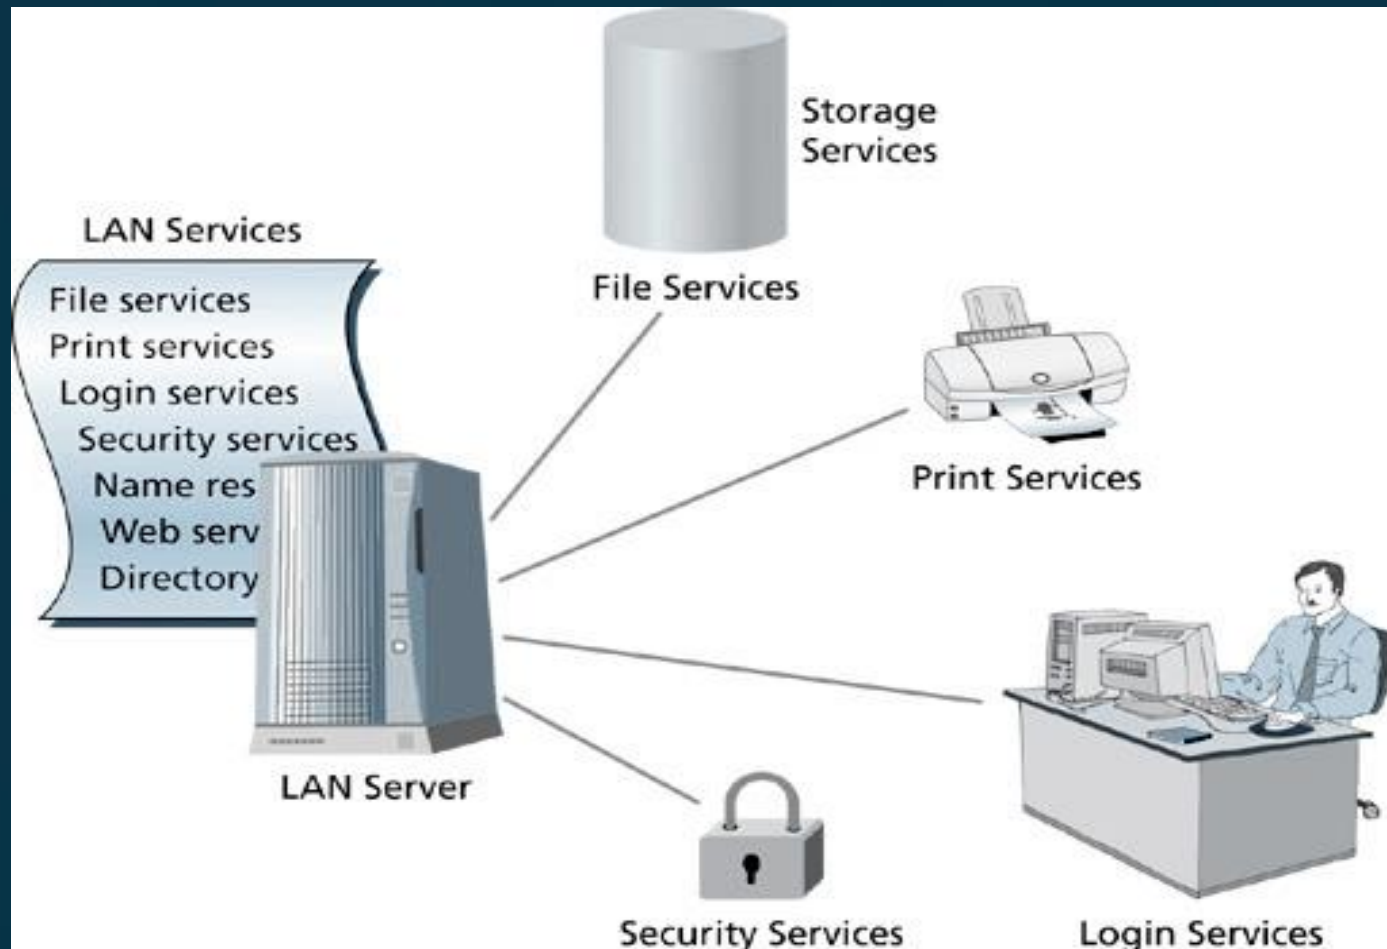 Storage
Services
File Services
LAN Services
File services
Print services
Login services
Security services
Name res
Web serv
Directory
LAN Server
Print Services
Security Services
Login Services